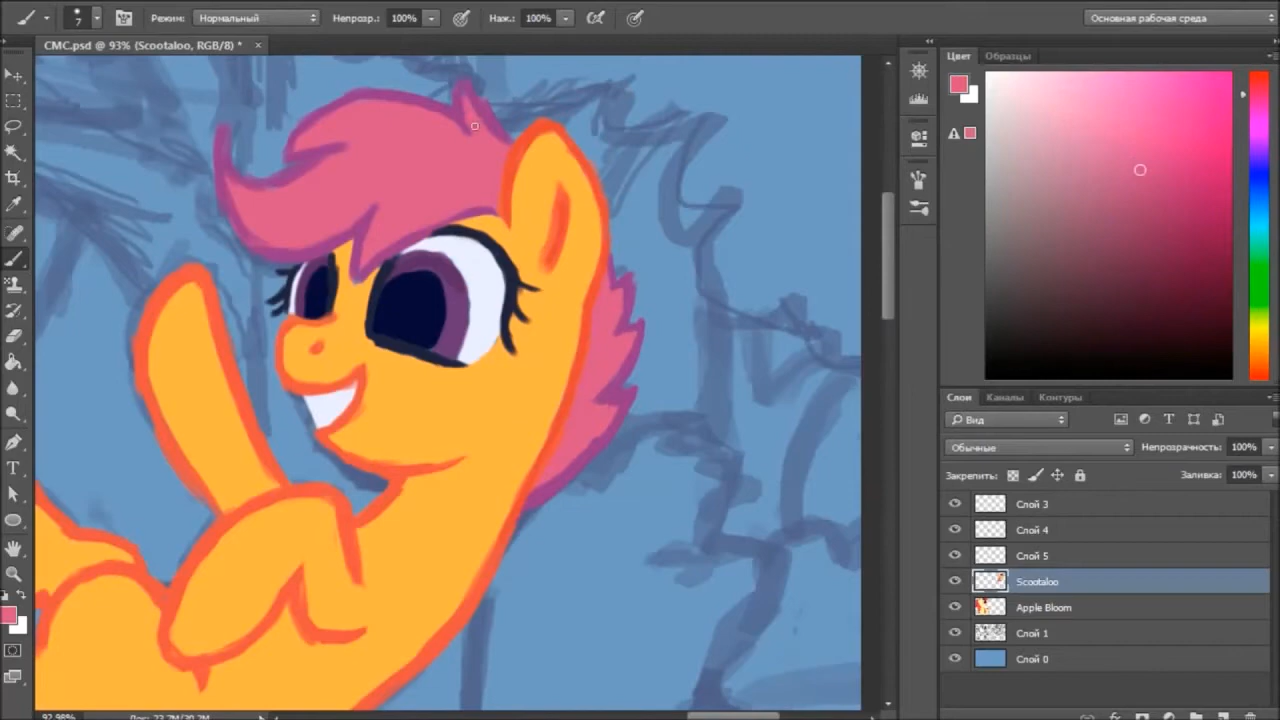 7 Режим: Нормальный Непрозр.: 100% Наж.: 100% Основная рабочая среда
CMC.psd @ 93% (Scootaloo, RGB/8) *
Цвет Образцы
Слои Каналы Контуры
Вид
Обычные Непрозрачность: 100%
Закрепить: Заливка: 100%
Слой 3
Слой 4
Слой 5
Scootaloo
Apple Bloom
Слой 1
Слой 0